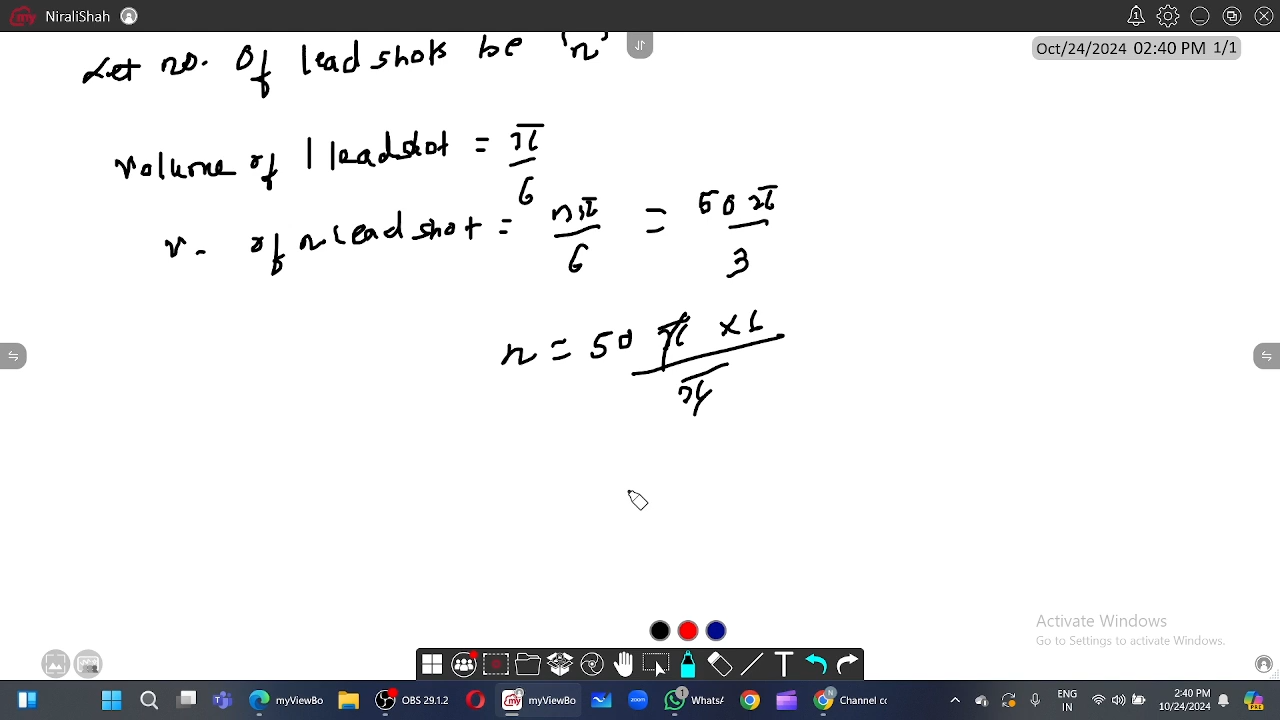 NiraliShah
Oct/24/2024 02:40 PM 1/1
Let no. of lead shots be 'n'
Volume of 1 leadshot = π/6
v. of n lead shot = nπ/6 = 50π/3
n = 50 π × 6 / π
Activate Windows
Go to Settings to activate Windows.
myViewBo
OBS 29.1.2
myViewBo
WhatsA
Channel co
ENG
IN
2:40 PM
10/24/2024